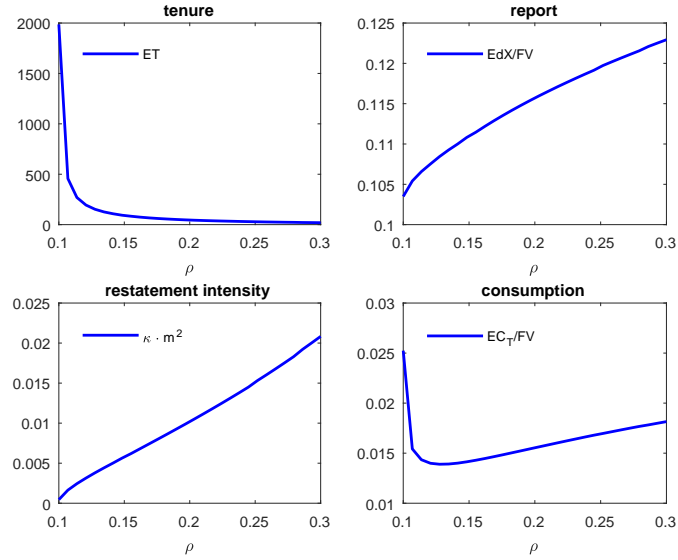 tenure
2000
1500
1000
500
0
ET
0.1 0.15 0.2 0.25 0.3
ρ
report
0.125
0.12
0.115
0.11
0.105
0.1
EdX/FV
0.1 0.15 0.2 0.25 0.3
ρ
restatement intensity
0.025
0.02
0.015
0.01
0.005
0
κ · m²
0.1 0.15 0.2 0.25 0.3
ρ
consumption
0.03
0.025
0.02
0.015
0.01
EC_T/FV
0.1 0.15 0.2 0.25 0.3
ρ